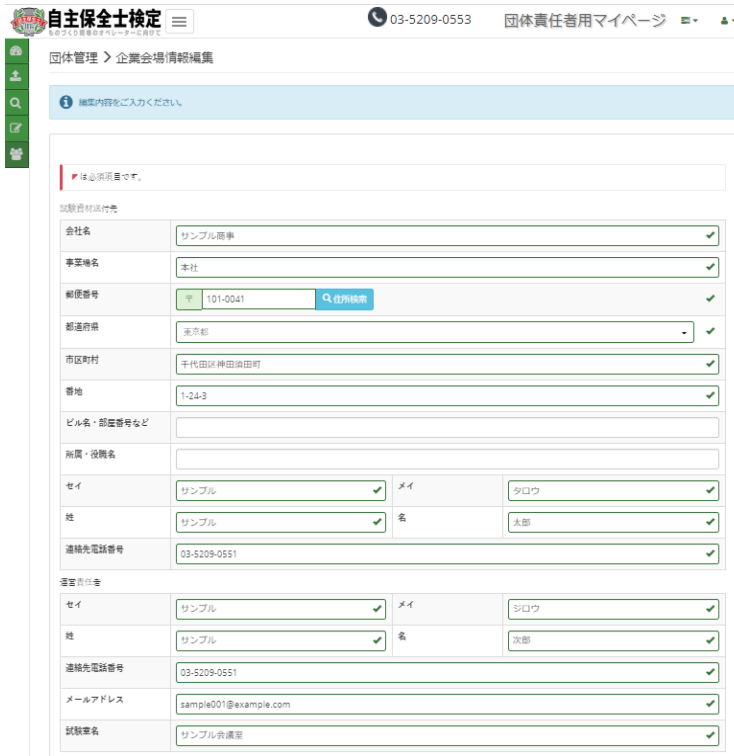 自主保全士検定
ものづくり現場のオペレーターに向けて
03-5209-0553
団体責任者用マイページ
団体管理 > 企業会場情報編集
編集内容をご入力ください。
は必須項目です。
試験資材送付先
会社名 サンプル商事
事業場名 本社
郵便番号 〒 101-0041 住所検索
都道府県 東京都
市区町村 千代田区神田須田町
番地 1-24-3
ビル名・部屋番号など
所属・役職名
セイ サンプル メイ タロウ
姓 サンプル 名 太郎
連絡先電話番号 03-5209-0551
運営責任者
セイ サンプル メイ ジロウ
姓 サンプル 名 次郎
連絡先電話番号 03-5209-0551
メールアドレス sample001@example.com
試験室名 サンプル会議室